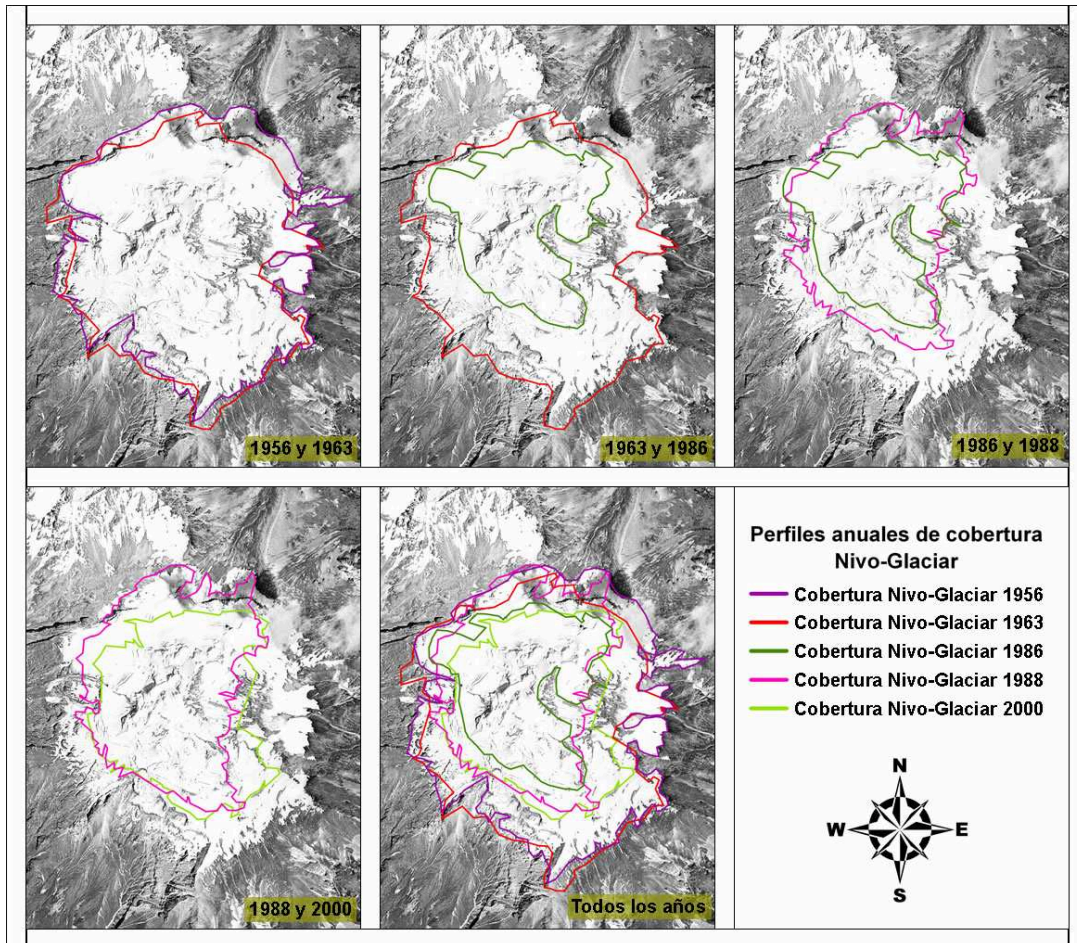 1956 y 1963
1963 y 1986
1986 y 1988
1988 y 2000
Todos los años
Perfiles anuales de cobertura
Nivo-Glaciar
Cobertura Nivo-Glaciar 1956
Cobertura Nivo-Glaciar 1963
Cobertura Nivo-Glaciar 1986
Cobertura Nivo-Glaciar 1988
Cobertura Nivo-Glaciar 2000
N
W E
S